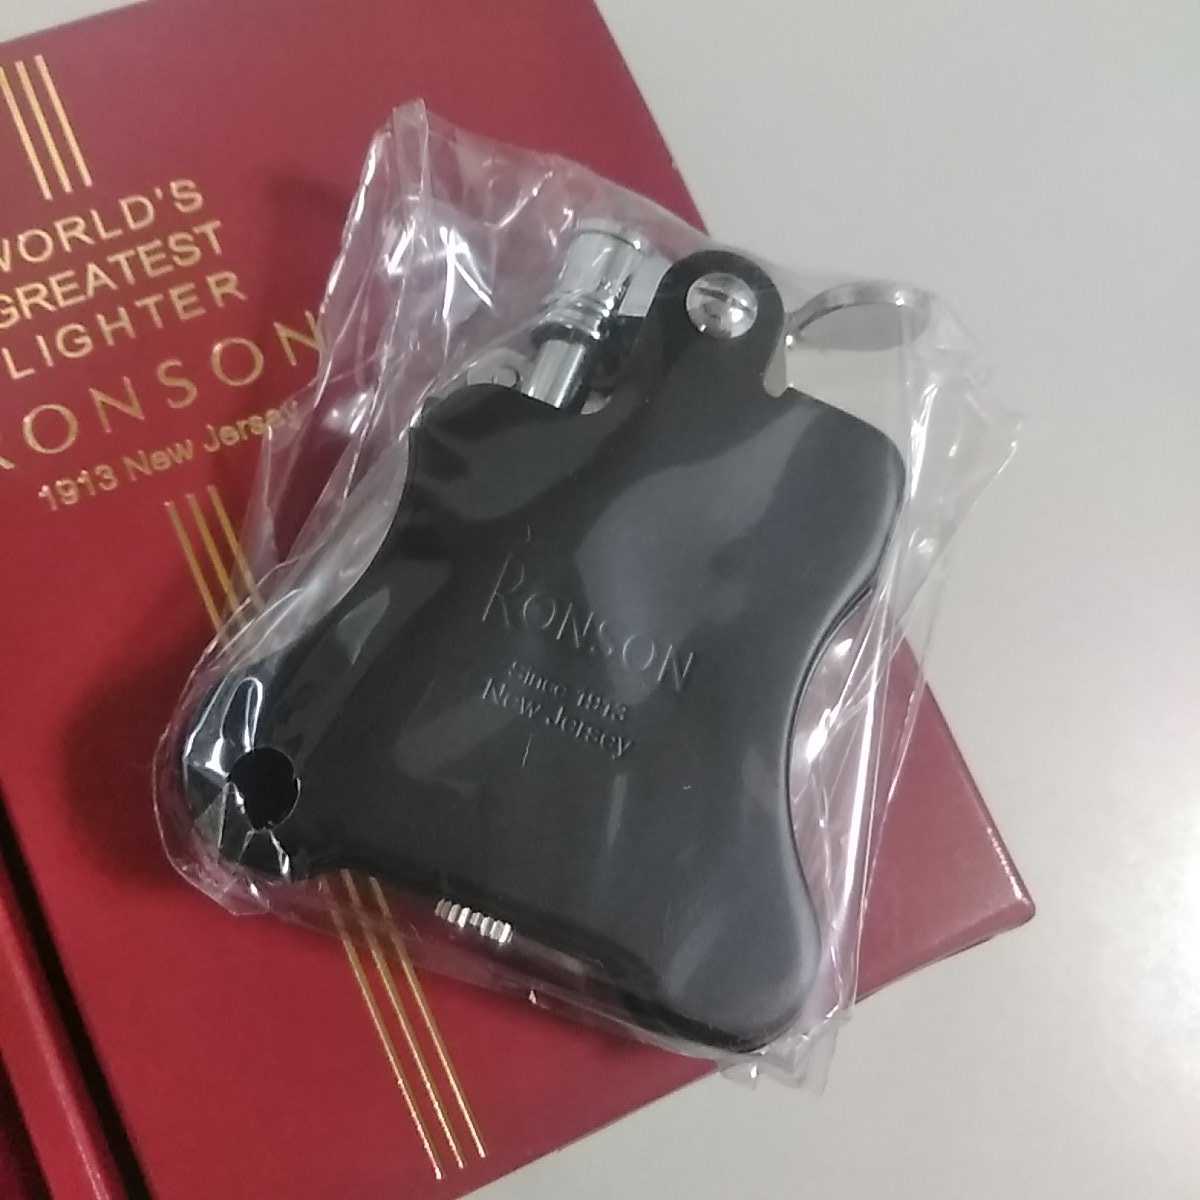 WORLD'S
GREATEST
LIGHTER
RONSON
1913 New Jersey
RONSON
Since 1913
New Jersey